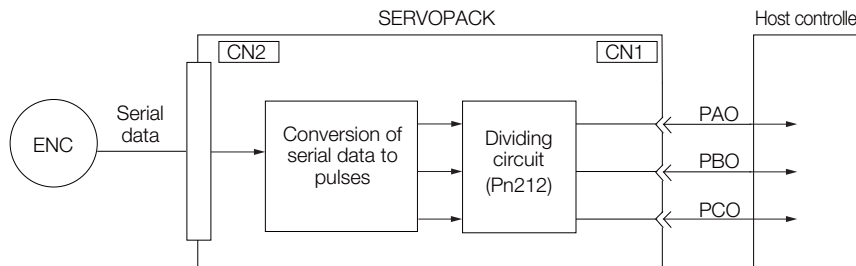 SERVOPACK
Host controlle
CN2
CN1
Serial
data
ENC
Conversion of
serial data to
pulses
Dividing
circuit
(Pn212)
PAO
PBO
PCO